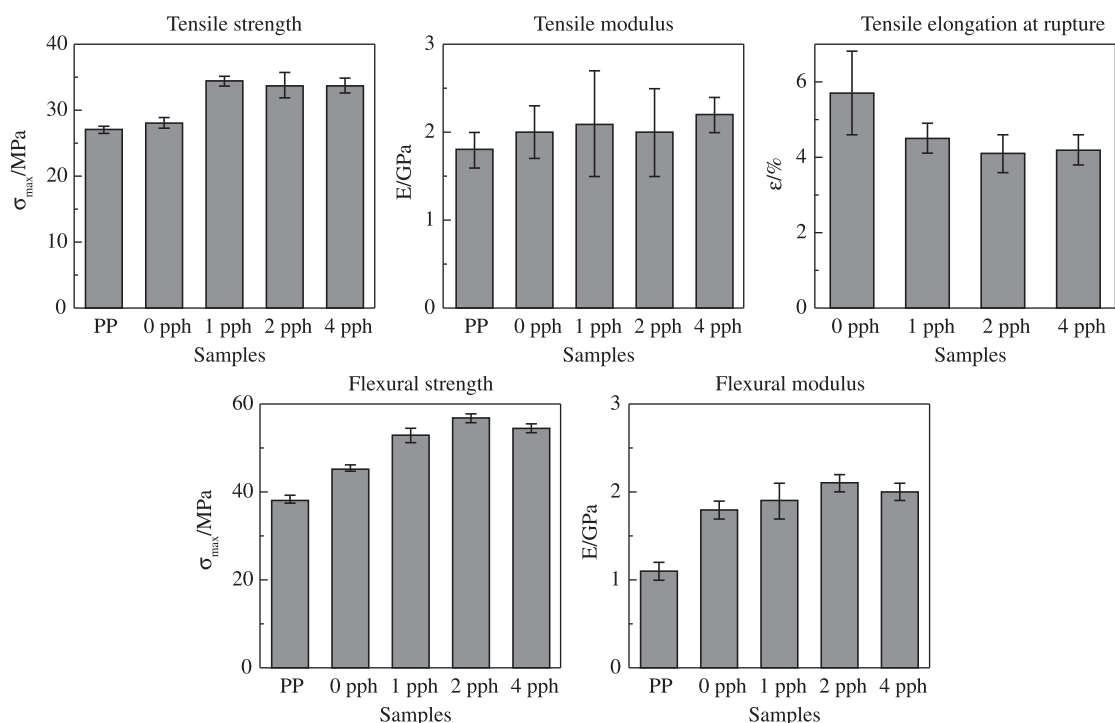 Tensile strength
40
30
20
10
0
σmax/MPa
PP 0 pph 1 pph 2 pph 4 pph
Samples
Tensile modulus
3
2
1
0
E/GPa
PP 0 pph 1 pph 2 pph 4 pph
Samples
Tensile elongation at rupture
6
4
2
0
ε/%
0 pph 1 pph 2 pph 4 pph
Samples
Flexural strength
60
40
20
0
σmax/MPa
PP 0 pph 1 pph 2 pph 4 pph
Samples
Flexural modulus
3
2
1
0
E/GPa
PP 0 pph 1 pph 2 pph 4 pph
Samples